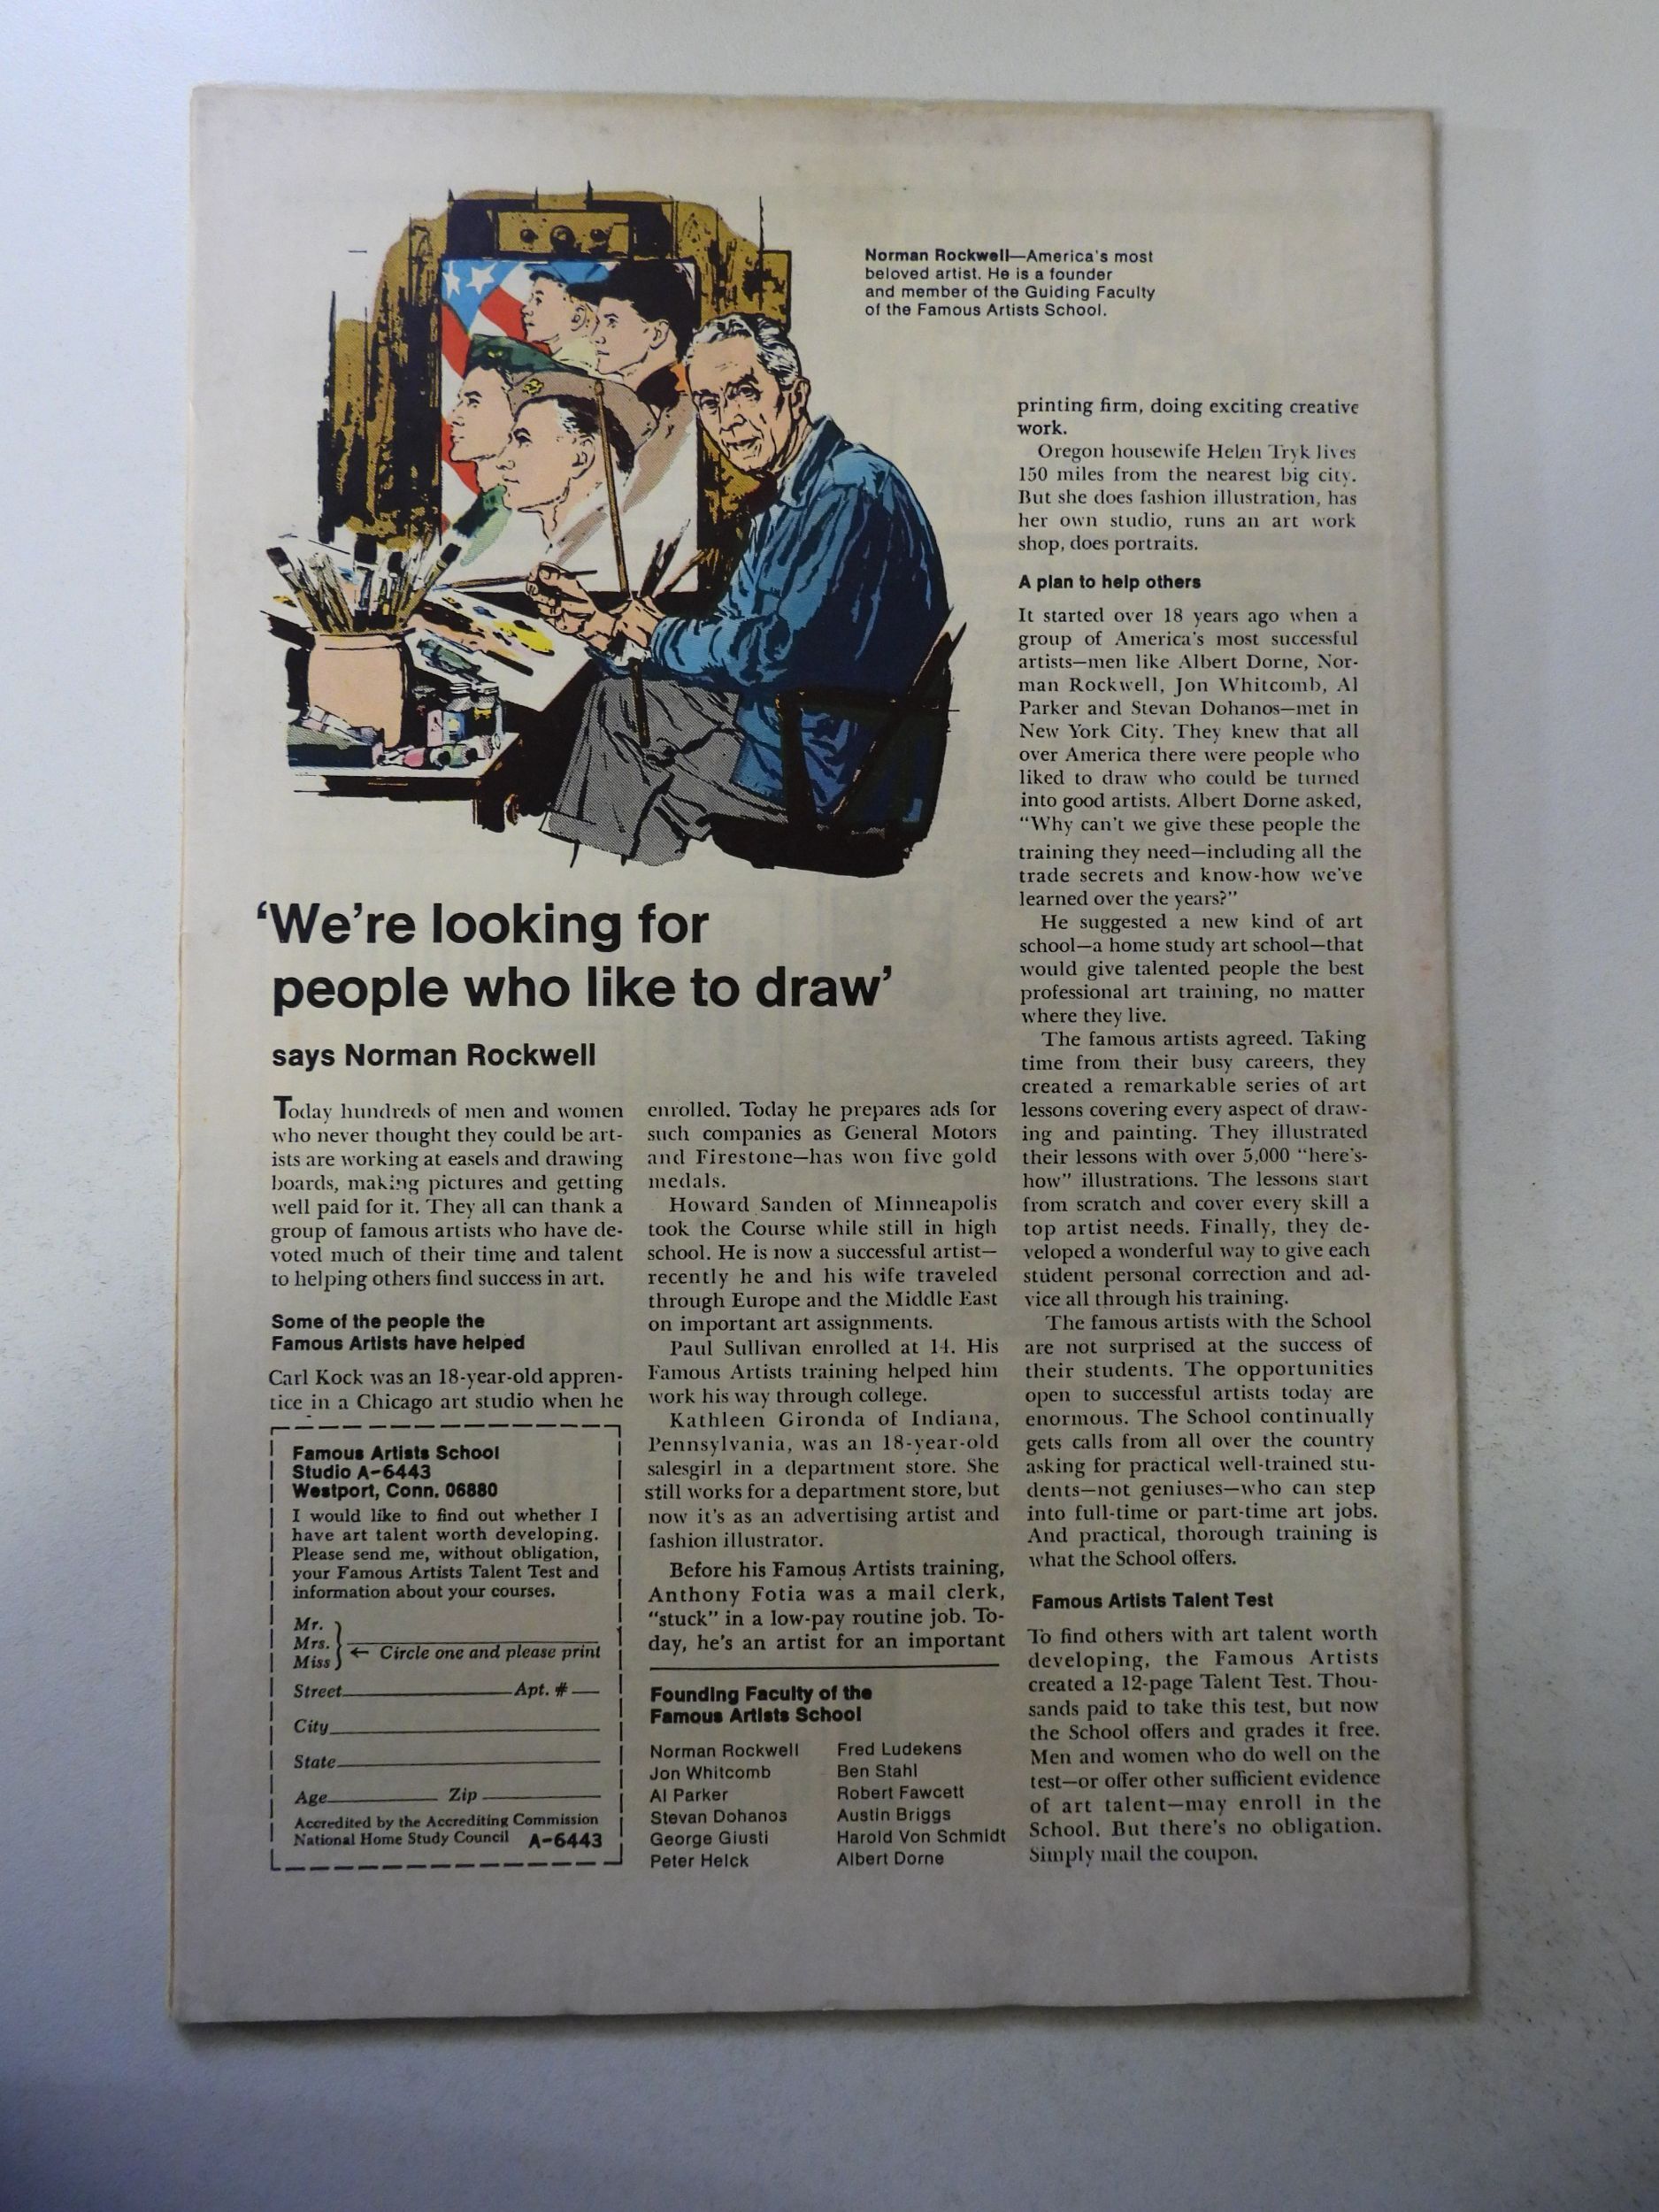 Norman Rockwell—America's most
beloved artist. He is a founder
and member of the Guiding Faculty
of the Famous Artists School.
'We're looking for
people who like to draw'
says Norman Rockwell
Today hundreds of men and women
who never thought they could be art-
ists are working at easels and drawing
boards, making pictures and getting
well paid for it. They all can thank a
group of famous artists who have de-
voted much of their time and talent
to helping others find success in art.
Some of the people the
Famous Artists have helped
Carl Kock was an 18-year-old appren-
tice in a Chicago art studio when he
enrolled. Today he prepares ads for
such companies as General Motors
and Firestone—has won five gold
medals.
Howard Sanden of Minneapolis
took the Course while still in high
school. He is now a successful artist—
recently he and his wife traveled
through Europe and the Middle East
on important art assignments.
Paul Sullivan enrolled at 14. His
Famous Artists training helped him
work his way through college.
Kathleen Gironda of Indiana,
Pennsylvania, was an 18-year-old
salesgirl in a department store. She
still works for a department store, but
now it's as an advertising artist and
fashion illustrator.
Before his Famous Artists training,
Anthony Fotia was a mail clerk,
"stuck" in a low-pay routine job. To-
day, he's an artist for an important
printing firm, doing exciting creative
work.
Oregon housewife Helen Tryk lives
150 miles from the nearest big city.
But she does fashion illustration, has
her own studio, runs an art work
shop, does portraits.
A plan to help others
It started over 18 years ago when a
group of America's most successful
artists—men like Albert Dorne, Nor-
man Rockwell, Jon Whitcomb, Al
Parker and Stevan Dohanos—met in
New York City. They knew that all
over America there were people who
liked to draw who could be turned
into good artists. Albert Dorne asked,
"Why can't we give these people the
training they need—including all the
trade secrets and know-how we've
learned over the years?"
He suggested a new kind of art
school—a home study art school—that
would give talented people the best
professional art training, no matter
where they live.
The famous artists agreed. Taking
time from their busy careers, they
created a remarkable series of art
lessons covering every aspect of draw-
ing and painting. They illustrated
their lessons with over 5,000 "here's-
how" illustrations. The lessons start
from scratch and cover every skill a
top artist needs. Finally, they de-
veloped a wonderful way to give each
student personal correction and ad-
vice all through his training.
The famous artists with the School
are not surprised at the success of
their students. The opportunities
open to successful artists today are
enormous. The School continually
gets calls from all over the country
asking for practical well-trained stu-
dents—not geniuses—who can step
into full-time or part-time art jobs.
And practical, thorough training is
what the School offers.
Famous Artists Talent Test
To find others with art talent worth
developing, the Famous Artists
created a 12-page Talent Test. Thou-
sands paid to take this test, but now
the School offers and grades it free.
Men and women who do well on the
test—or offer other sufficient evidence
of art talent—may enroll in the
School. But there's no obligation.
Simply mail the coupon.
Famous Artists School
Studio A-6443
Westport, Conn. 06880
I would like to find out whether I
have art talent worth developing.
Please send me, without obligation,
your Famous Artists Talent Test and
information about your courses.
Mr.
Mrs.
Miss
← Circle one and please print
Street Apt. #
City
State
Age Zip
Accredited by the Accrediting Commission
National Home Study Council A-6443
Founding Faculty of the
Famous Artists School
Norman Rockwell
Jon Whitcomb
Al Parker
Stevan Dohanos
George Giusti
Peter Helck
Fred Ludekens
Ben Stahl
Robert Fawcett
Austin Briggs
Harold Von Schmidt
Albert Dorne